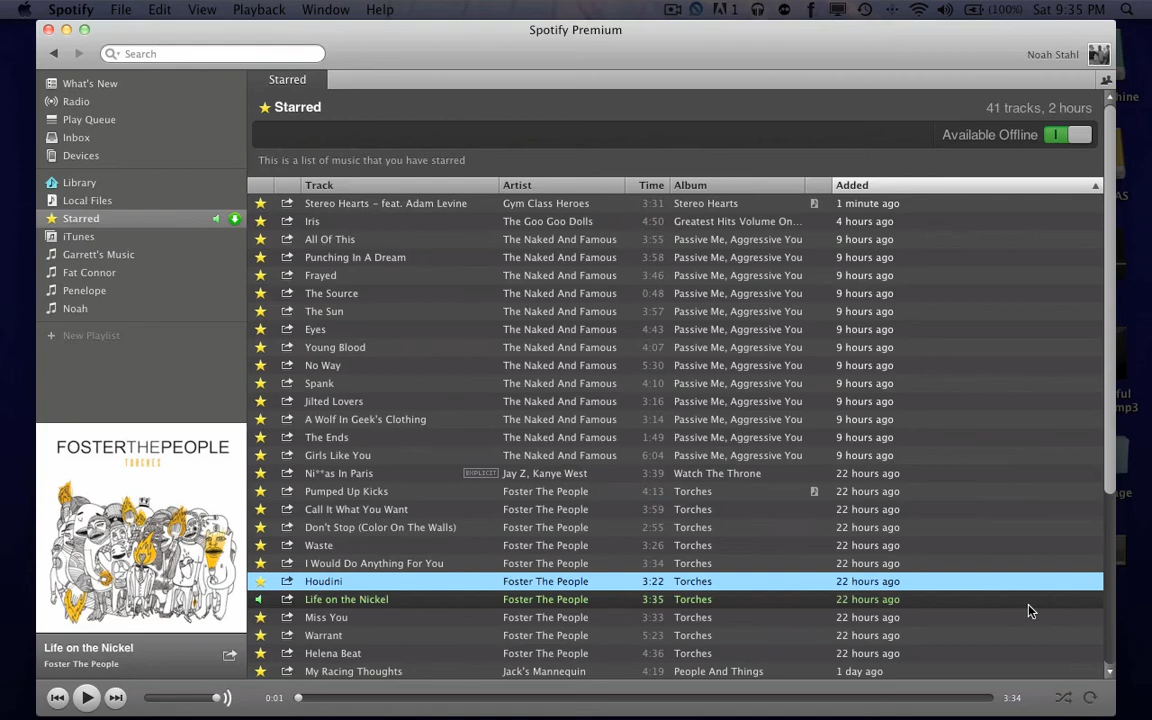 Spotify File Edit View Playback Window Help 1 (100%) Sat 9:35 PM
Spotify Premium
Search Noah Stahl
What's New
Radio
Play Queue
Inbox
Devices
Library
Local Files
Starred
iTunes
Garrett's Music
Fat Connor
Penelope
Noah
New Playlist
FOSTERTHEPEOPLE
TORCHES
Life on the Nickel
Foster The People
Starred
Starred 41 tracks, 2 hours
Available Offline
This is a list of music that you have starred
Track Artist Time Album Added
Stereo Hearts – feat. Adam Levine Gym Class Heroes 3:31 Stereo Hearts 1 minute ago
Iris The Goo Goo Dolls 4:50 Greatest Hits Volume On... 4 hours ago
All Of This The Naked And Famous 3:55 Passive Me, Aggressive You 9 hours ago
Punching In A Dream The Naked And Famous 3:58 Passive Me, Aggressive You 9 hours ago
Frayed The Naked And Famous 3:46 Passive Me, Aggressive You 9 hours ago
The Source The Naked And Famous 0:48 Passive Me, Aggressive You 9 hours ago
The Sun The Naked And Famous 3:57 Passive Me, Aggressive You 9 hours ago
Eyes The Naked And Famous 4:43 Passive Me, Aggressive You 9 hours ago
Young Blood The Naked And Famous 4:07 Passive Me, Aggressive You 9 hours ago
No Way The Naked And Famous 5:30 Passive Me, Aggressive You 9 hours ago
Spank The Naked And Famous 4:10 Passive Me, Aggressive You 9 hours ago
Jilted Lovers The Naked And Famous 3:16 Passive Me, Aggressive You 9 hours ago
A Wolf In Geek's Clothing The Naked And Famous 3:14 Passive Me, Aggressive You 9 hours ago
The Ends The Naked And Famous 1:49 Passive Me, Aggressive You 9 hours ago
Girls Like You The Naked And Famous 6:04 Passive Me, Aggressive You 9 hours ago
Ni**as In Paris EXPLICIT Jay Z, Kanye West 3:39 Watch The Throne 22 hours ago
Pumped Up Kicks Foster The People 4:13 Torches 22 hours ago
Call It What You Want Foster The People 3:59 Torches 22 hours ago
Don't Stop (Color On The Walls) Foster The People 2:55 Torches 22 hours ago
Waste Foster The People 3:26 Torches 22 hours ago
I Would Do Anything For You Foster The People 3:34 Torches 22 hours ago
Houdini Foster The People 3:22 Torches 22 hours ago
Life on the Nickel Foster The People 3:35 Torches 22 hours ago
Miss You Foster The People 3:33 Torches 22 hours ago
Warrant Foster The People 5:23 Torches 22 hours ago
Helena Beat Foster The People 4:36 Torches 22 hours ago
My Racing Thoughts Jack's Mannequin 4:19 People And Things 1 day ago
0:01 3:34
hine
AS
ful
mp3
age